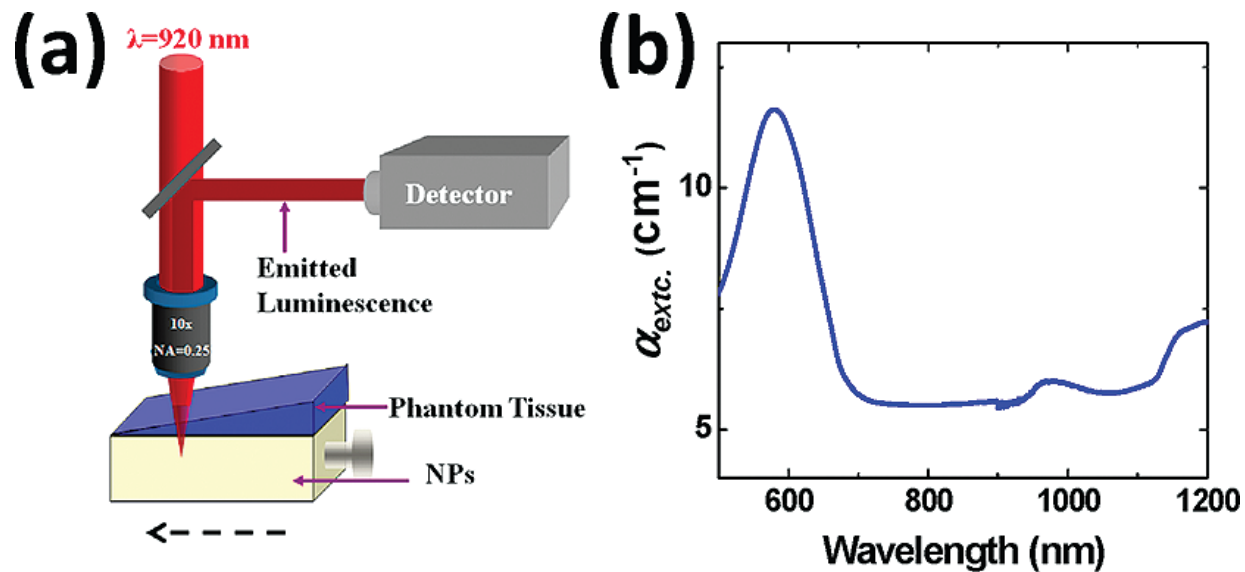 (a)
λ=920 nm
Detector
Emitted
Luminescence
10x
NA=0.25
Phantom Tissue
NPs
(b)
αextc. (cm-1)
10
5
600
800
1000
1200
Wavelength (nm)